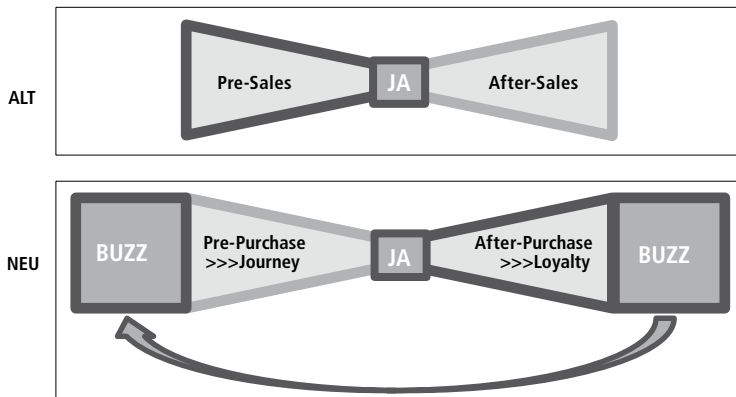 ALT
Pre-Sales
JA
After-Sales
NEU
BUZZ
Pre-Purchase
>>>Journey
JA
After-Purchase
>>>Loyalty
BUZZ